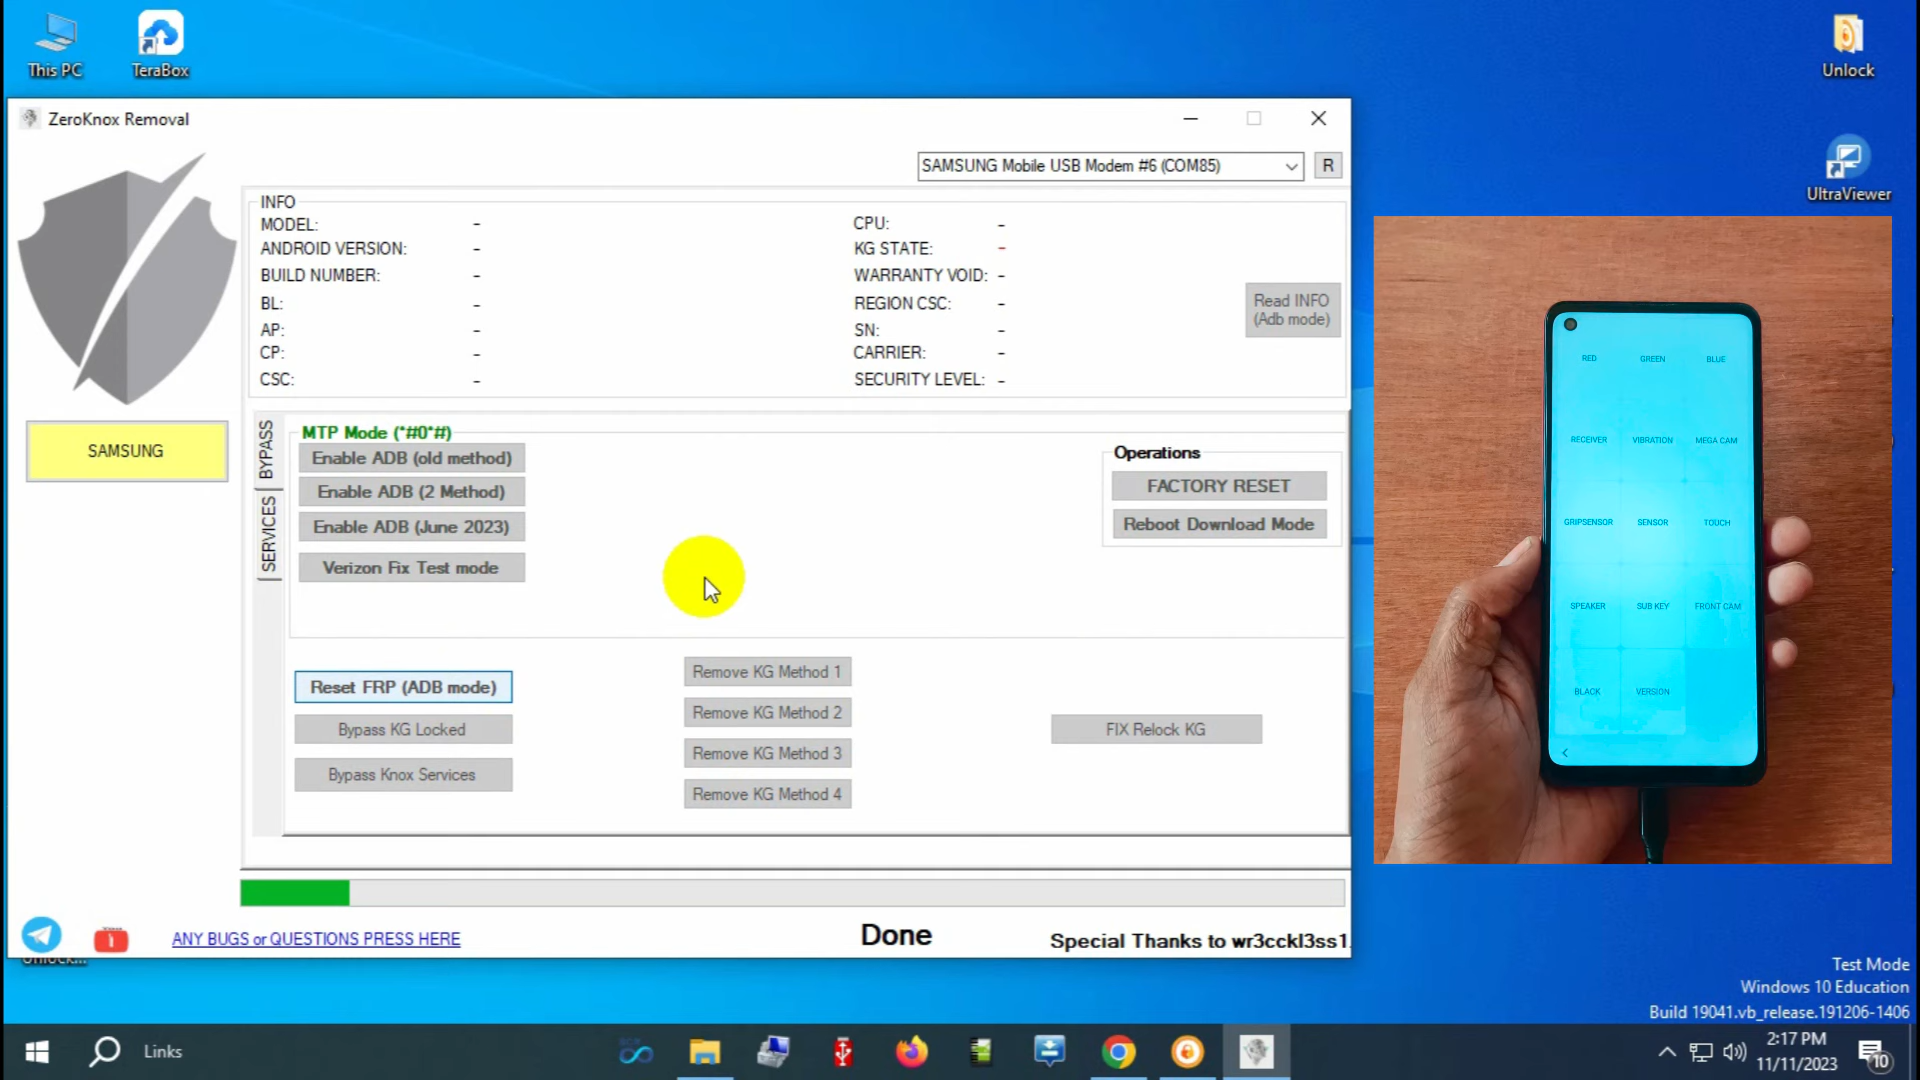 This PC
TeraBox
Unlock
UltraViewer
ZeroKnox Removal
SAMSUNG Mobile USB Modem #6 (COM85)
R
INFO
MODEL: -
ANDROID VERSION: -
BUILD NUMBER: -
BL: -
AP: -
CP: -
CSC: -
CPU: -
KG STATE: -
WARRANTY VOID: -
REGION CSC: -
SN: -
CARRIER: -
SECURITY LEVEL: -
Read INFO
(Adb mode)
SAMSUNG
BYPASS
SERVICES
MTP Mode (*#0*#)
Enable ADB (old method)
Enable ADB (2 Method)
Enable ADB (June 2023)
Verizon Fix Test mode
Operations
FACTORY RESET
Reboot Download Mode
Reset FRP (ADB mode)
Bypass KG Locked
Bypass Knox Services
Remove KG Method 1
Remove KG Method 2
Remove KG Method 3
Remove KG Method 4
FIX Relock KG
ANY BUGS or QUESTIONS PRESS HERE
Done
Special Thanks to wr3cckl3ss1
RED GREEN BLUE
RECEIVER VIBRATION MEGA CAM
GRIPSENSOR SENSOR TOUCH
SPEAKER SUB KEY FRONT CAM
BLACK VERSION
Test Mode
Windows 10 Education
Build 19041.vb_release.191206-1406
Links
2:17 PM
11/11/2023
10